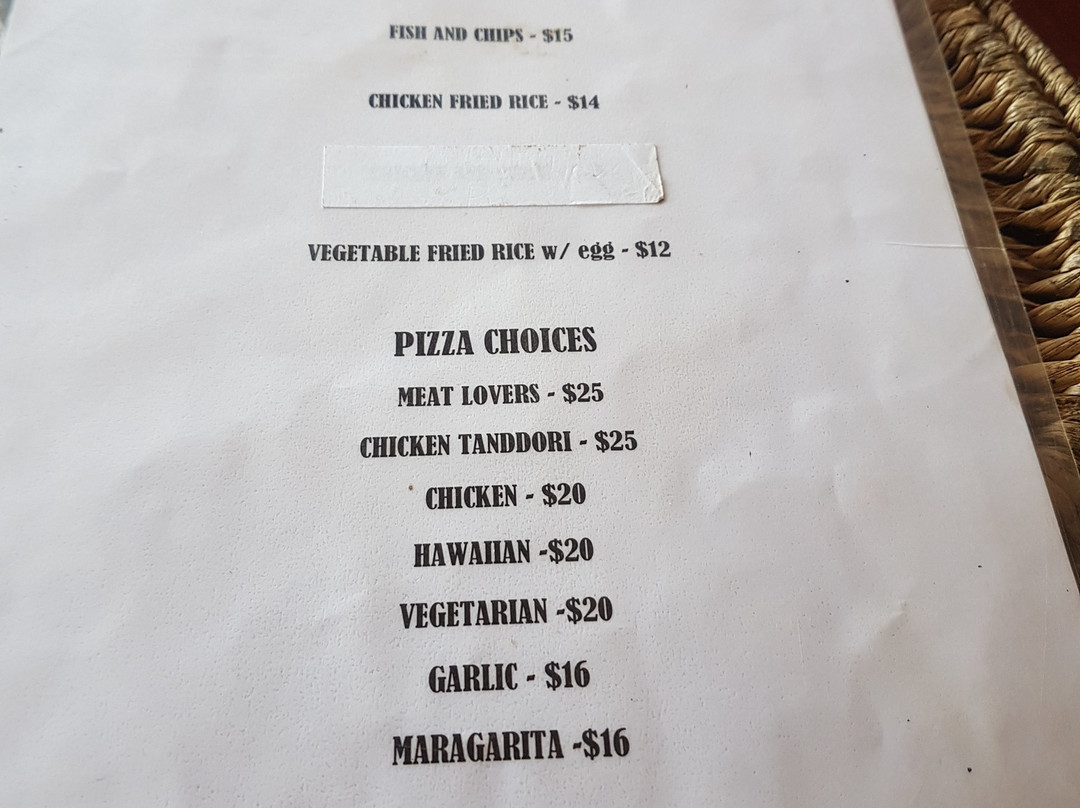 FISH AND CHIPS - $15
CHICKEN FRIED RICE - $14
VEGETABLE FRIED RICE w/ egg - $12
PIZZA CHOICES
MEAT LOVERS - $25
CHICKEN TANDDORI - $25
CHICKEN - $20
HAWAIIAN -$20
VEGETARIAN -$20
GARLIC - $16
MARAGARITA -$16